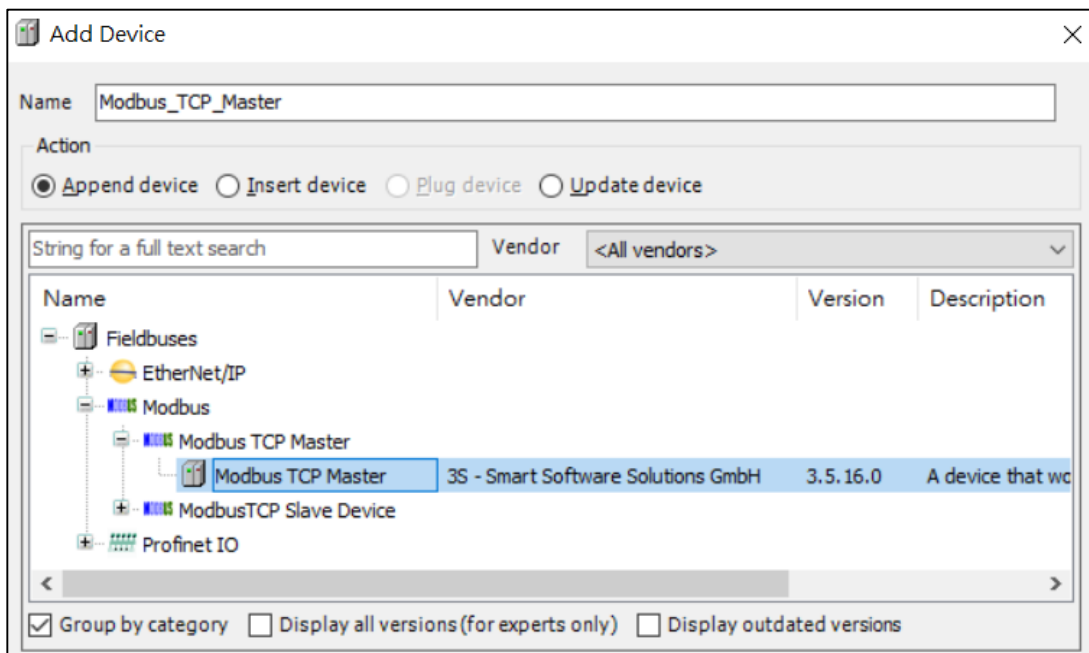 Add Device
Name Modbus_TCP_Master
Action
Append device Insert device Plug device Update device
String for a full text search Vendor <All vendors>
Name Vendor Version Description
Fieldbuses
EtherNet/IP
MODBUS Modbus
MODBUS Modbus TCP Master
Modbus TCP Master 3S - Smart Software Solutions GmbH 3.5.16.0 A device that wo
MODBUS ModbusTCP Slave Device
Profinet IO
Group by category Display all versions (for experts only) Display outdated versions